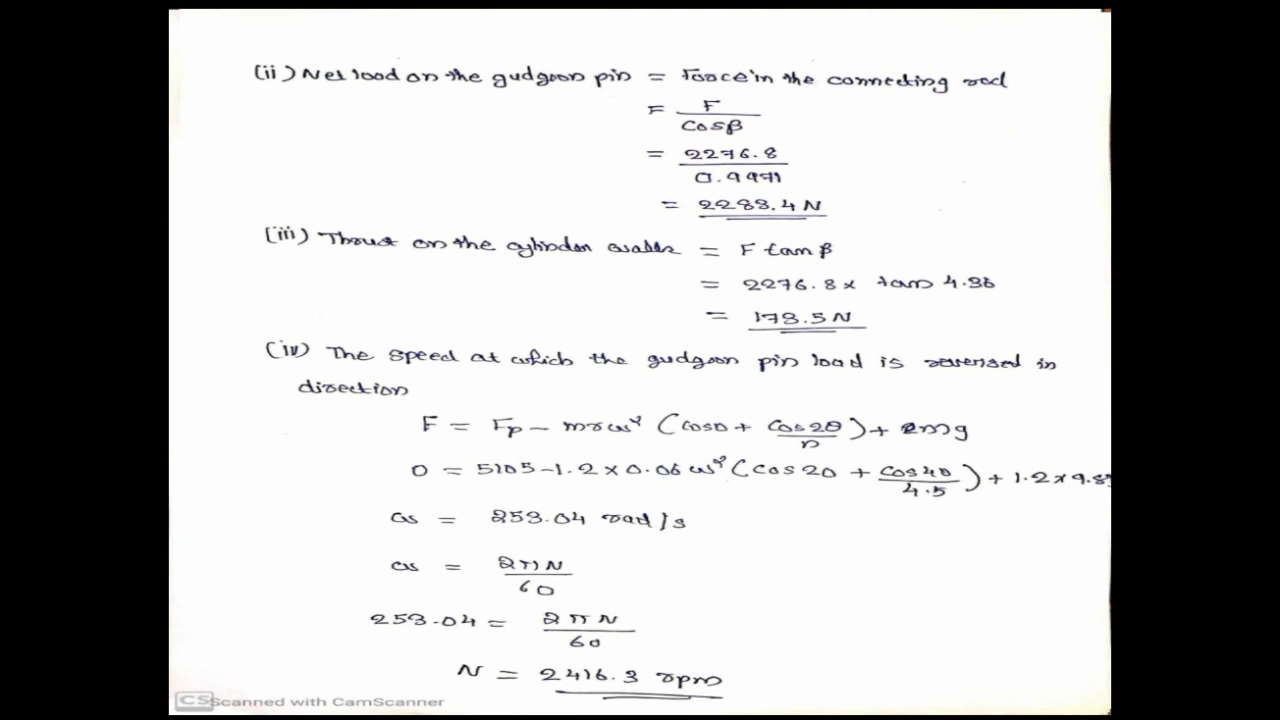 (ii) Net load on the gudgeon pin = Force in the connecting rod
= F / Cosβ
= 2276.8 / 0.9971
= 2283.4 N
(iii) Thrust on the cylinder walls = F tan β
= 2276.8 × tan 4.36
= 173.5 N
(iv) The speed at which the gudgeon pin load is reversed in
direction
F = Fp - mrω² (cosθ + Cos2θ / n) + mg
0 = 5105 - 1.2 × 0.06 ω² (cos 20 + cos 40 / 4.5) + 1.2 × 9.81
ω = 253.04 rad/s
ω = 2πN / 60
253.04 = 2πN / 60
N = 2416.3 rpm
CS Scanned with CamScanner